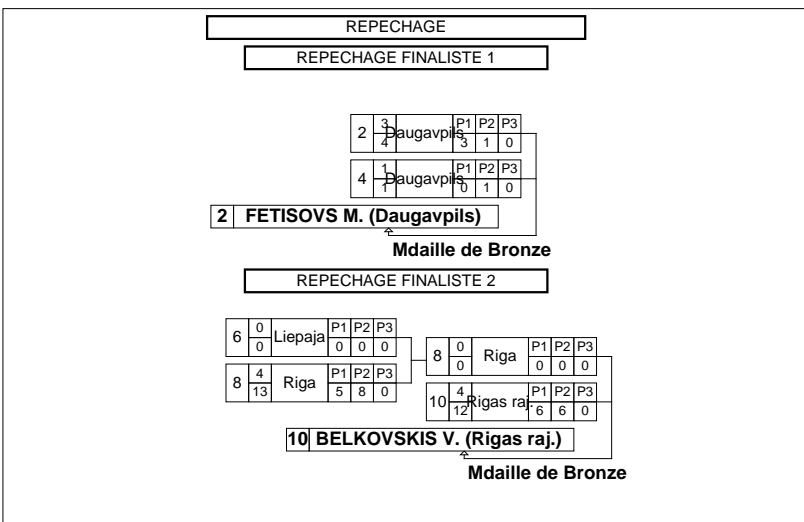 REPECHAGE
REPECHAGE FINALISTE 1
2 3 4 Daugavpils P1 P2 P3 3 1 0
4 1 1 Daugavpils P1 P2 P3 0 1 0
2 FETISOVS M. (Daugavpils)
Mdaille de Bronze
REPECHAGE FINALISTE 2
6 0 0 Liepaja P1 P2 P3 0 0 0
8 4 13 Riga P1 P2 P3 5 8 0
8 0 0 Riga P1 P2 P3 0 0 0
10 4 12 Rigas raj. P1 P2 P3 6 6 0
10 BELKOVSKIS V. (Rigas raj.)
Mdaille de Bronze